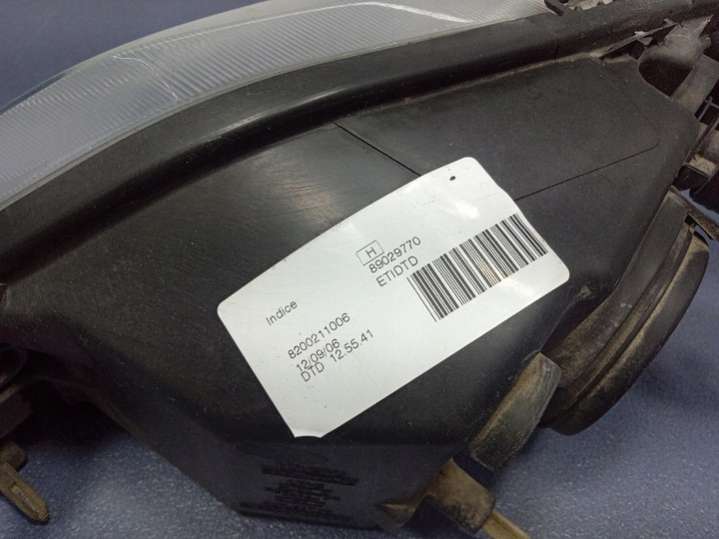 H
89029770
ETIDTD
Indice
8200211006
12/09/06
DTD 12.55.41